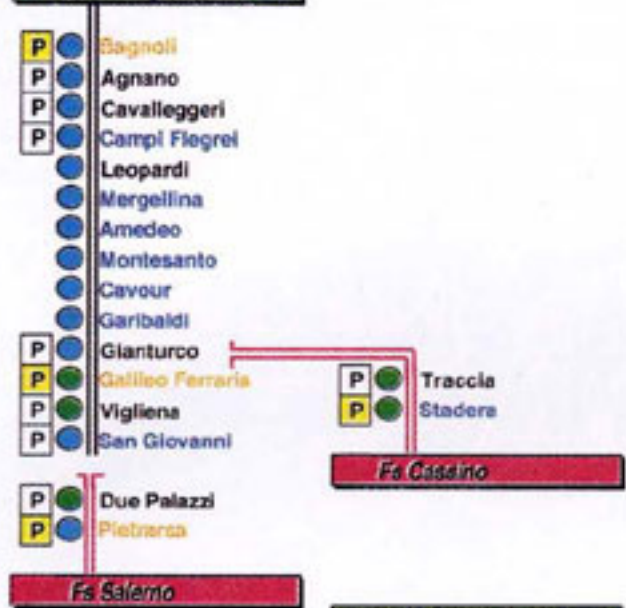 P Bagnoli
P Agnano
P Cavalleggeri
P Campi Flegrei
Leopardi
Mergellina
Amedeo
Montesanto
Cavour
Garibaldi
P Gianturco
P Galileo Ferraris
P Vigliena
P San Giovanni
P Traccia
P Stadera
Fs Cassino
P Due Palazzi
P Pietrarsa
Fs Salerno